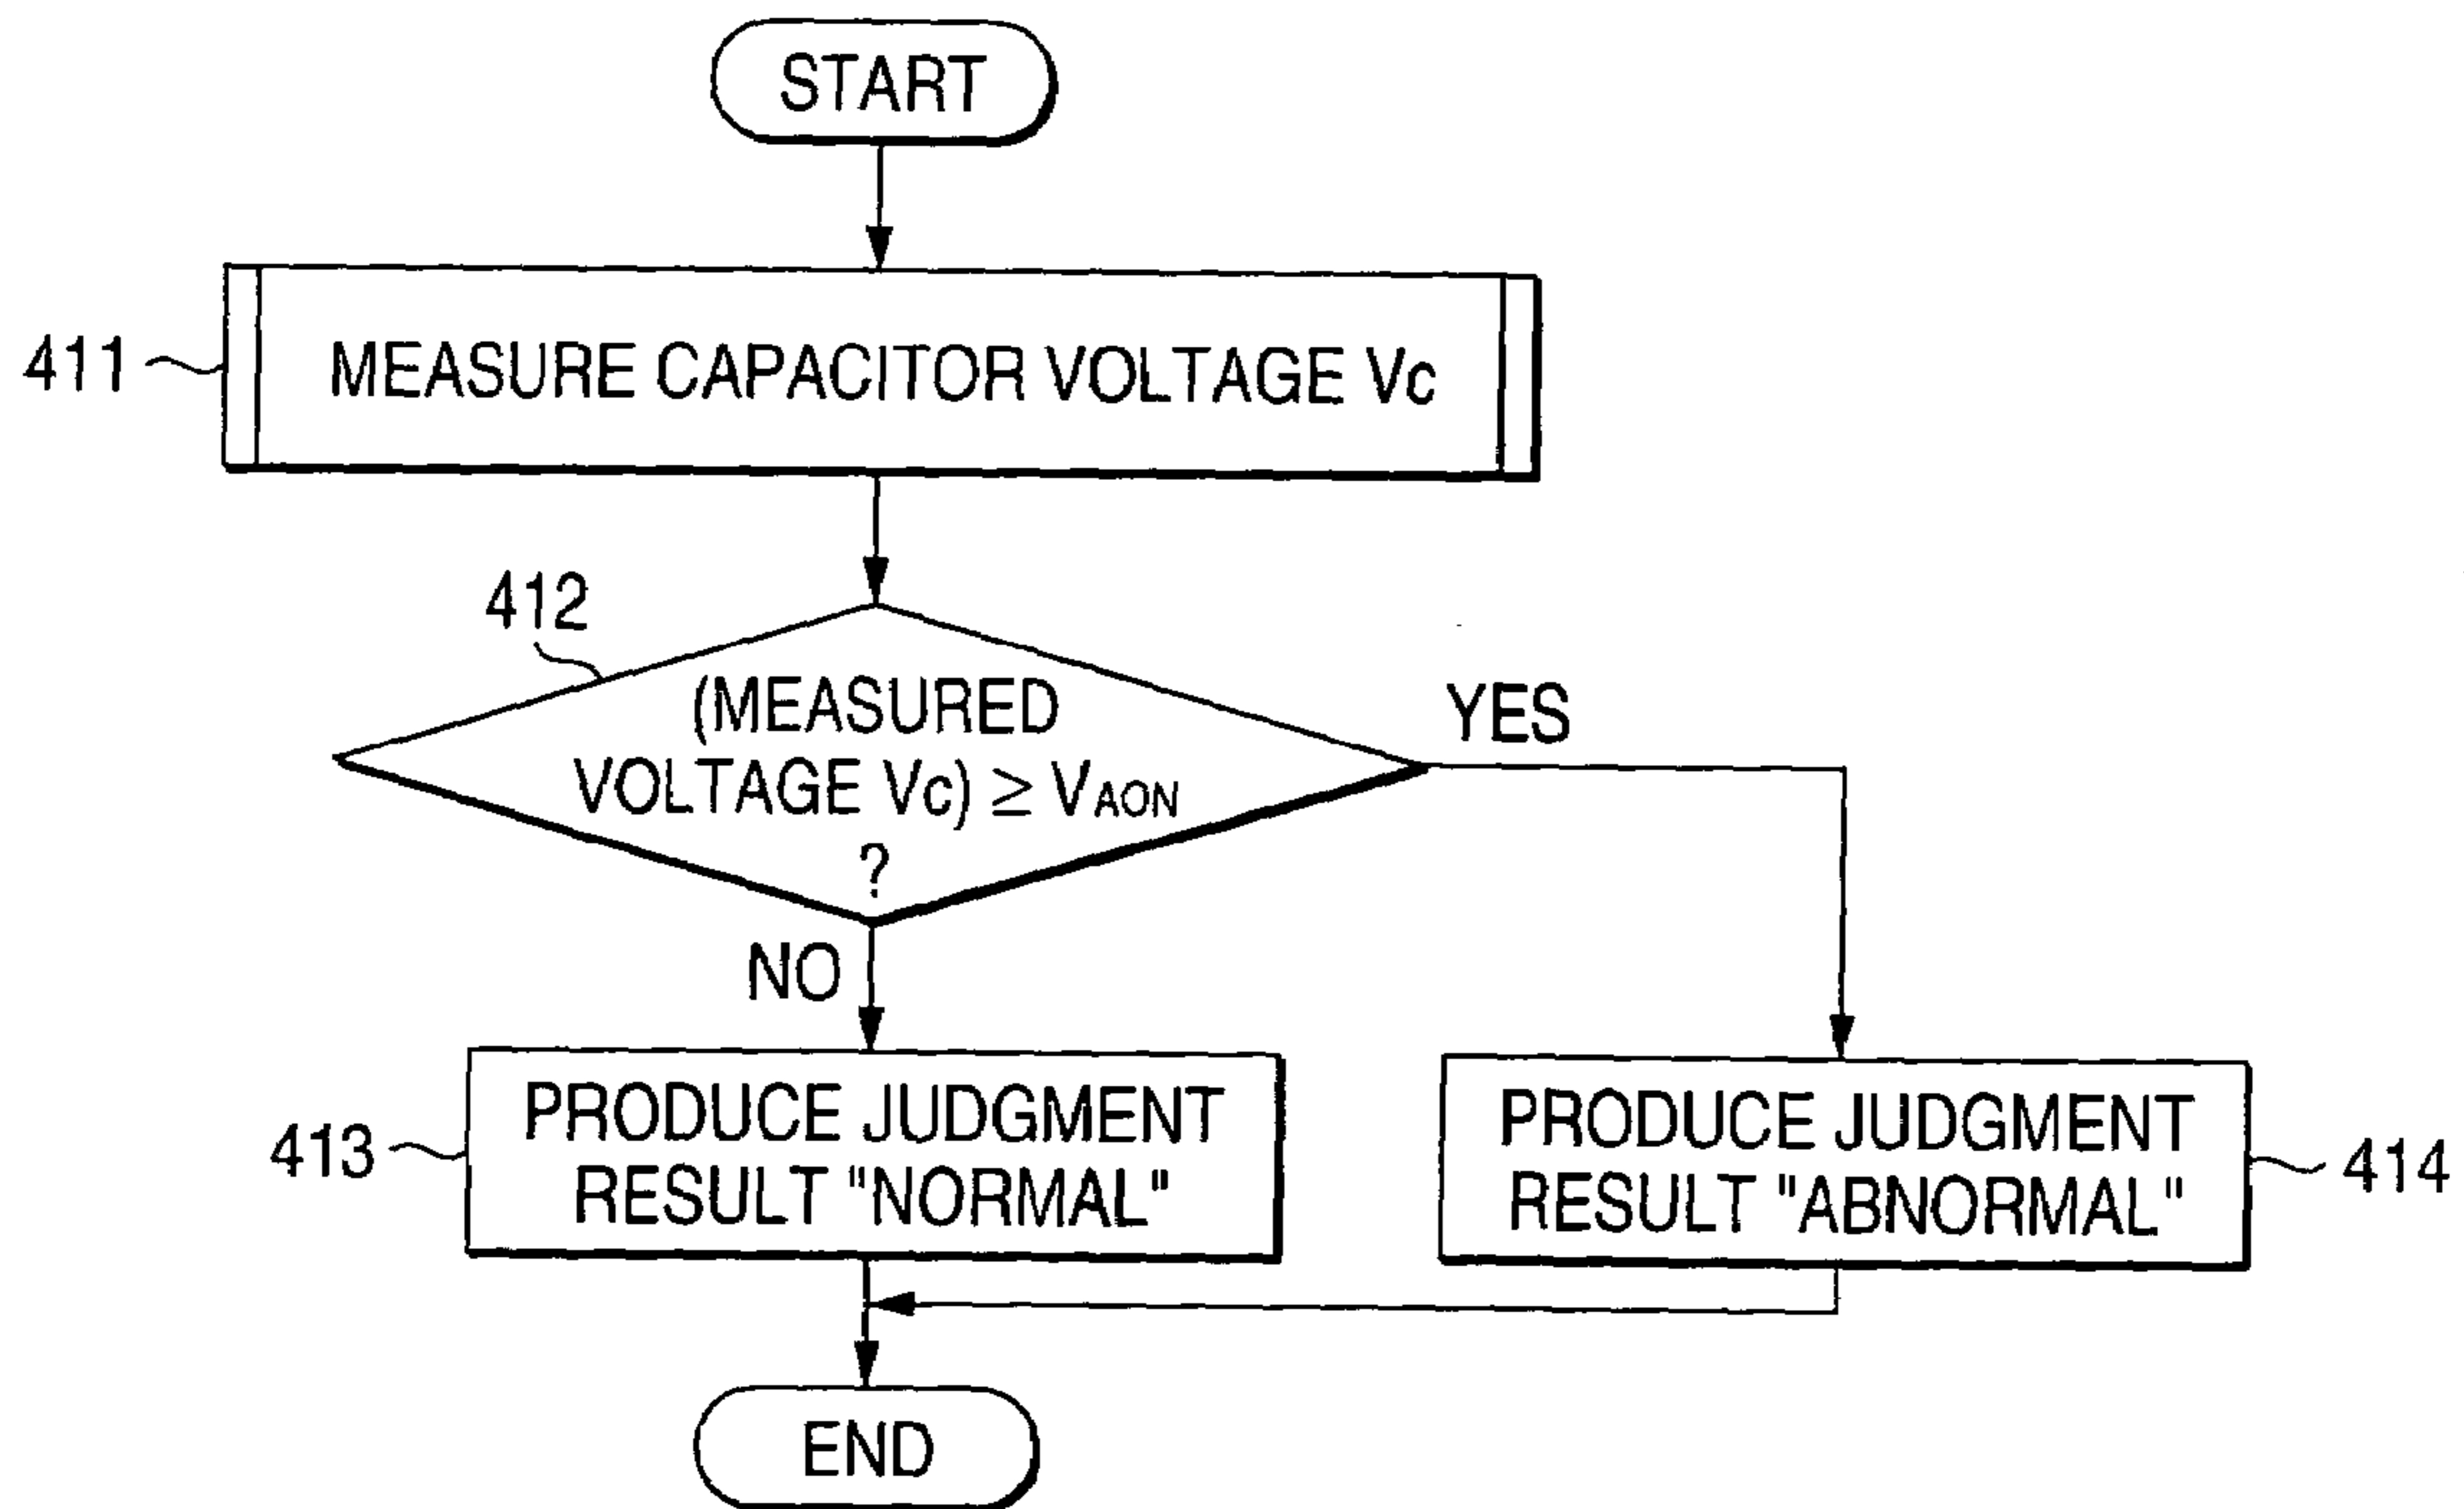 START
411
MEASURE CAPACITOR VOLTAGE Vc
412
(MEASURED
VOLTAGE Vc) ≥ VAON
?
YES
NO
413
PRODUCE JUDGMENT
RESULT "NORMAL"
PRODUCE JUDGMENT
RESULT "ABNORMAL"
414
END